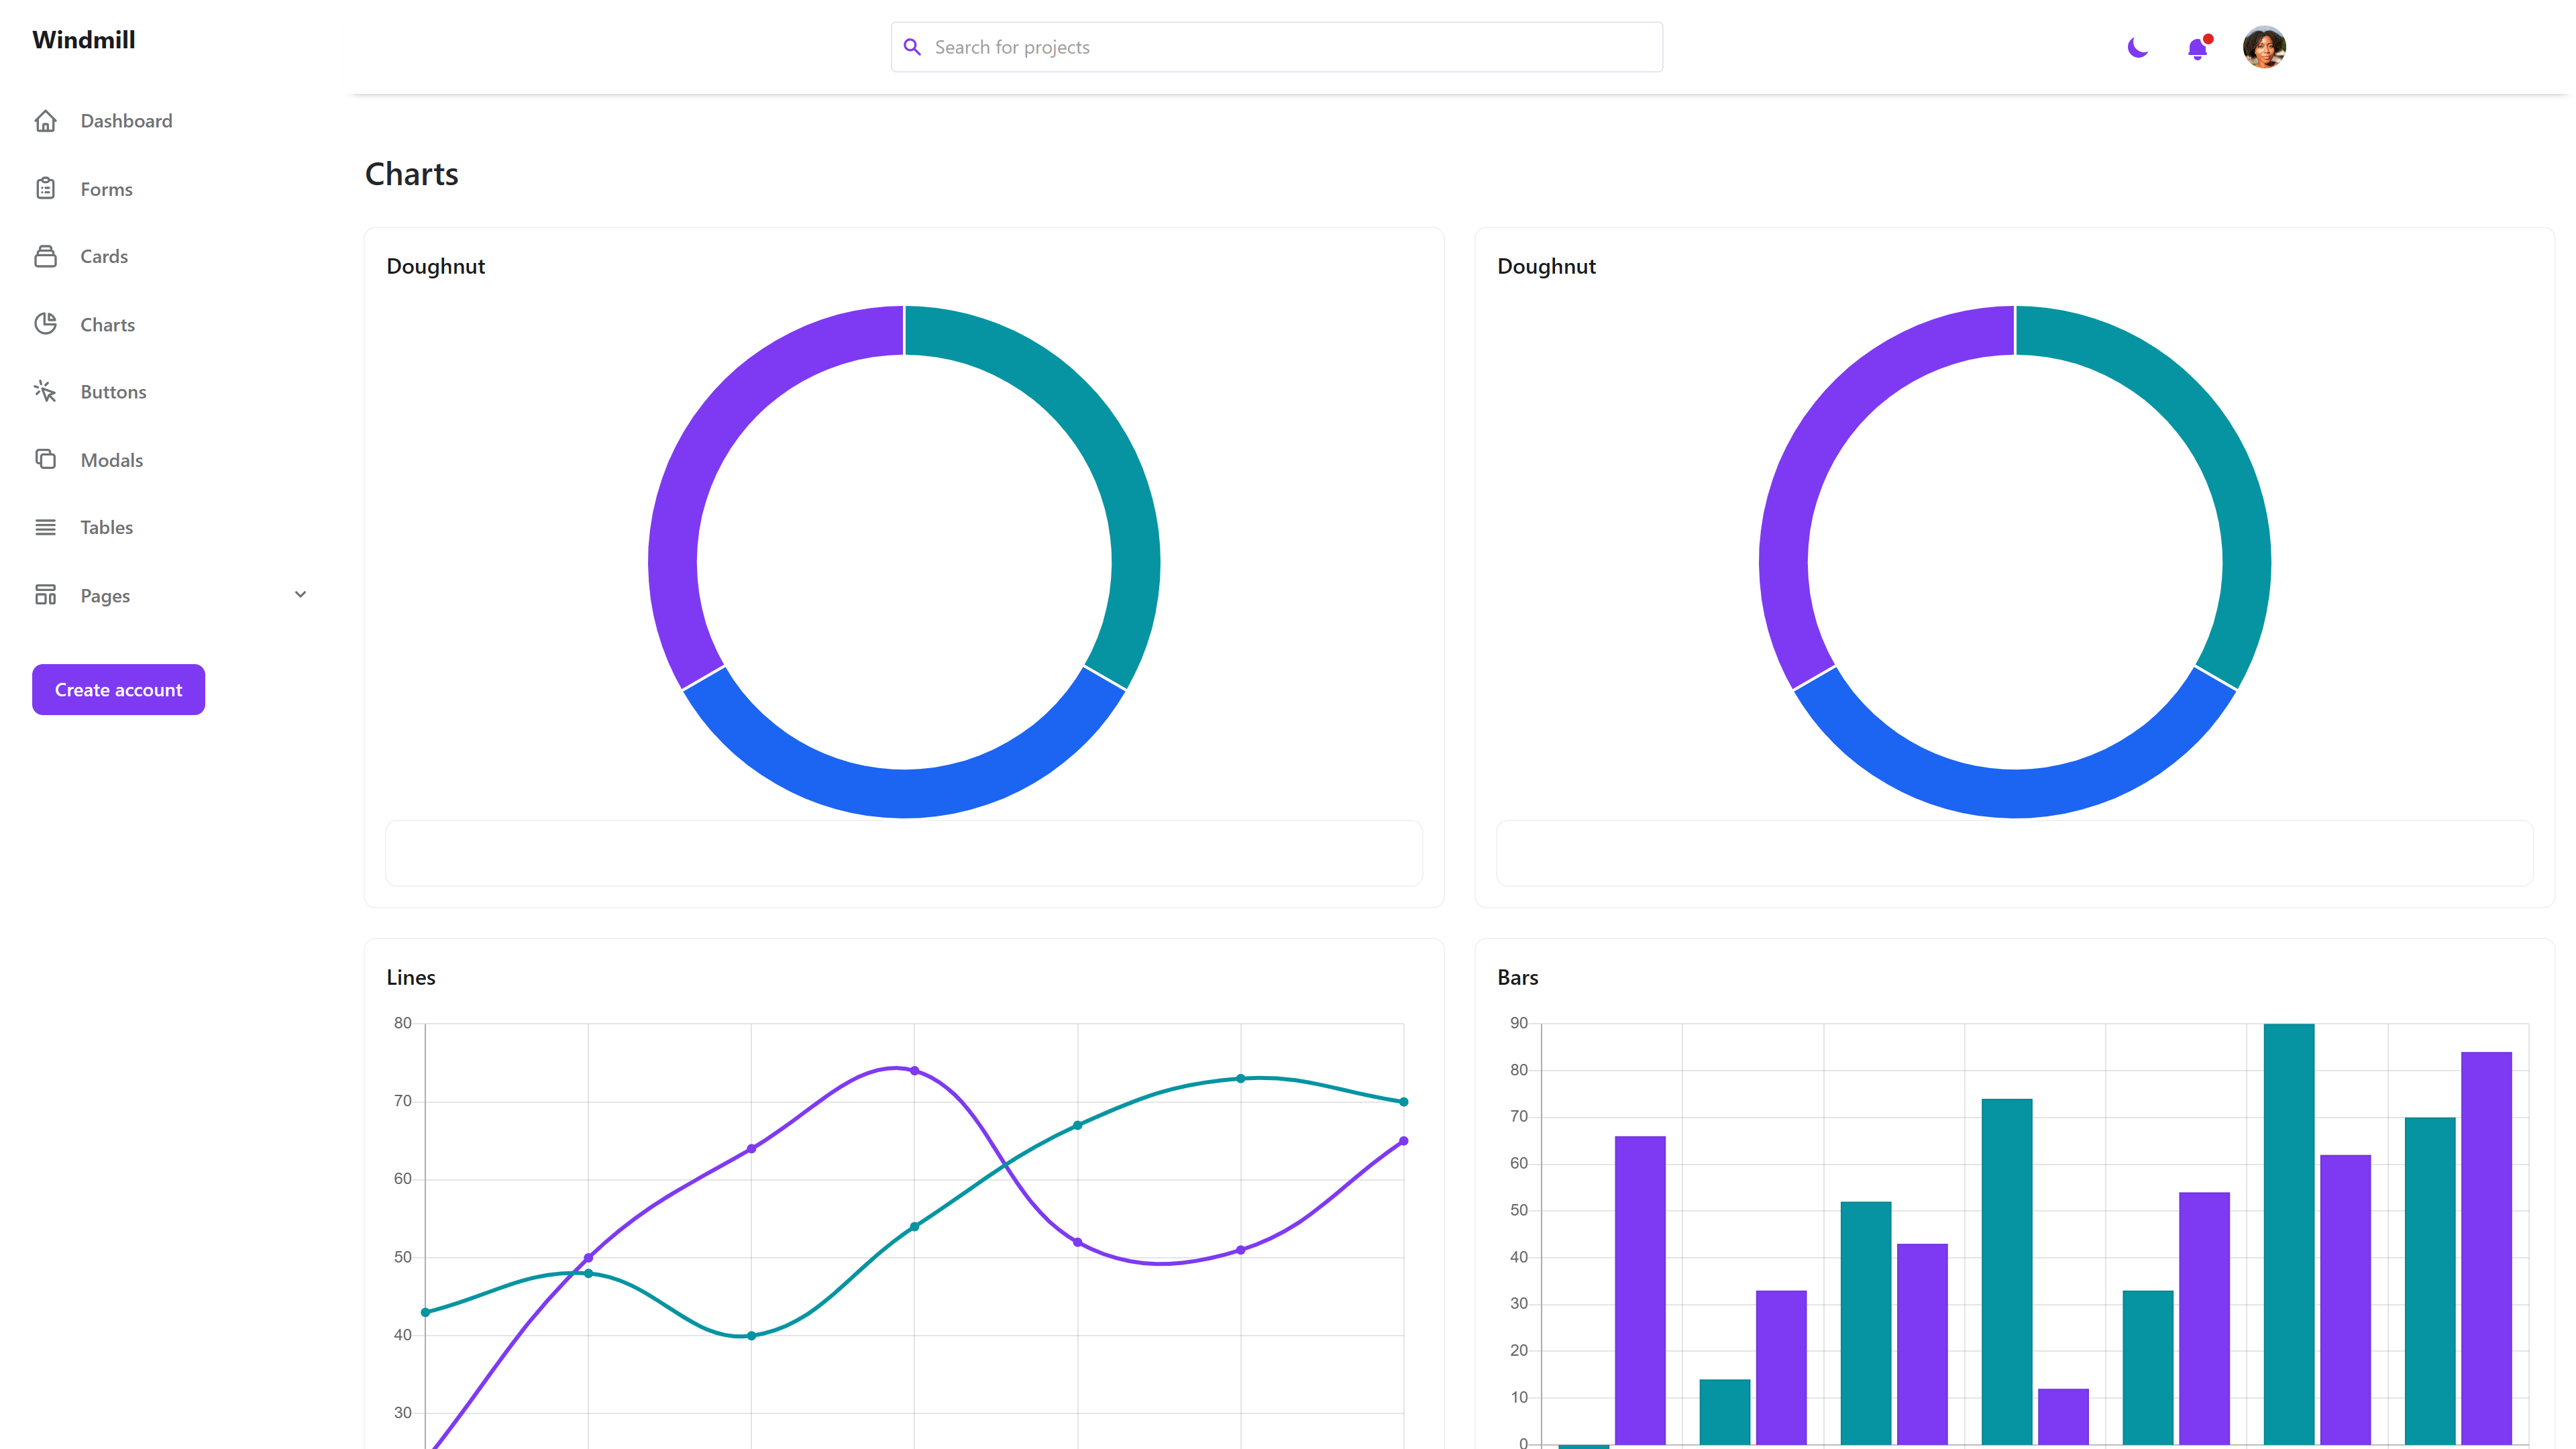 Windmill
Search for projects
Dashboard
Forms
Cards
Charts
Buttons
Modals
Tables
Pages
Create account
Charts
Doughnut
Doughnut
Lines
80
70
60
50
40
30
Bars
90
80
70
60
50
40
30
20
10
0